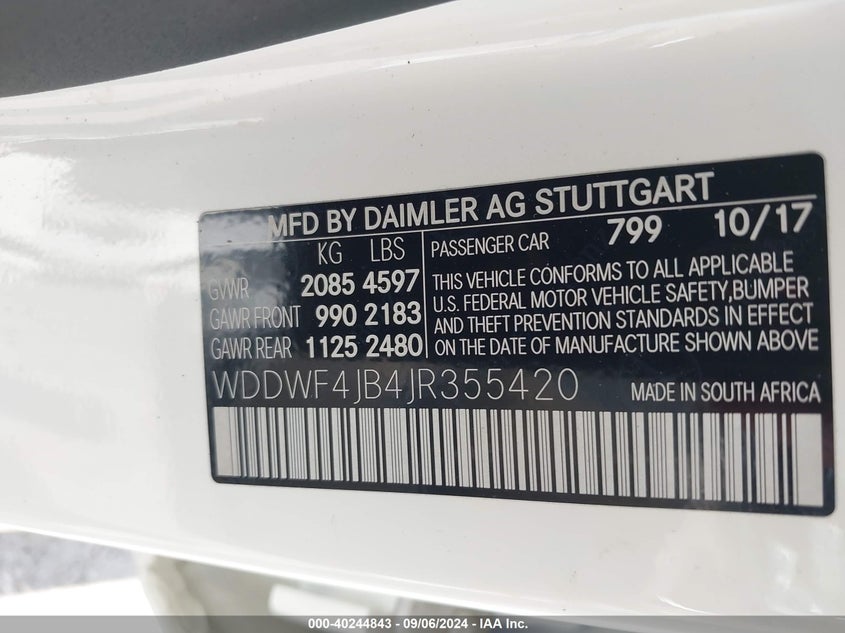 MFD BY DAIMLER AG STUTTGART
KG LBS PASSENGER CAR 799 10/17
GVWR 2085 4597
GAWR FRONT 990 2183
GAWR REAR 1125 2480
THIS VEHICLE CONFORMS TO ALL APPLICABLE
U.S. FEDERAL MOTOR VEHICLE SAFETY,BUMPER
AND THEFT PREVENTION STANDARDS IN EFFECT
ON THE DATE OF MANUFACTURE SHOWN ABOVE
WDDWF4JB4JR355420 MADE IN SOUTH AFRICA
000-40244843 - 09/06/2024 - IAA Inc.